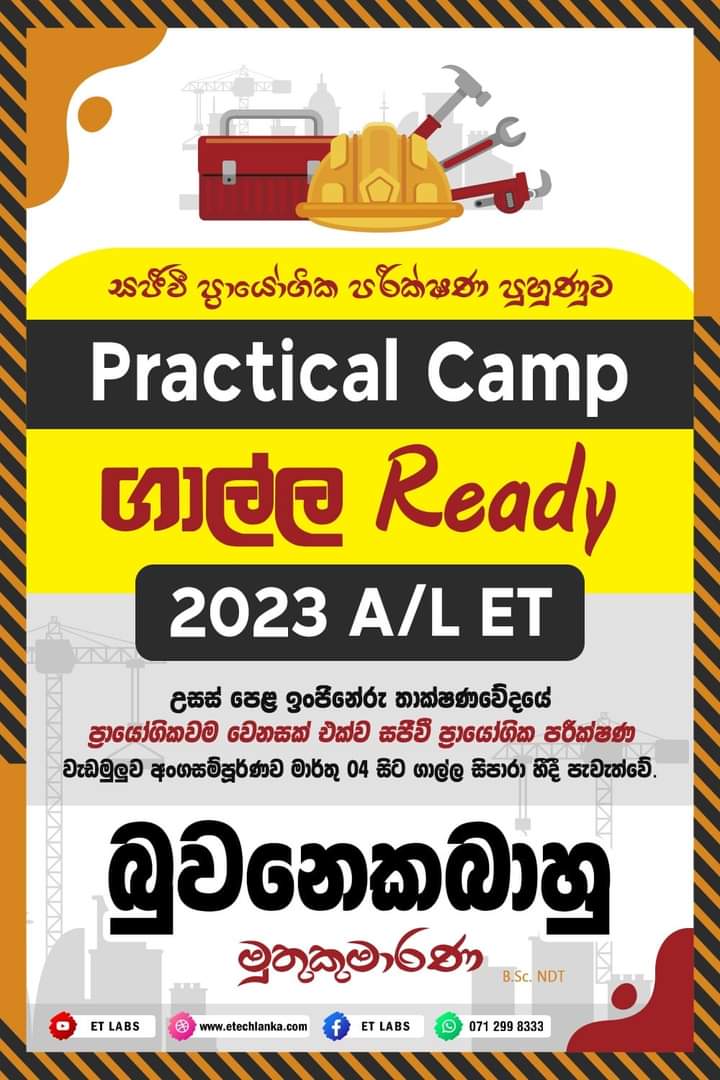 සජීවී ප්‍රායෝගික පරීක්ෂණ පුහුණුව
Practical Camp
ගාල්ල Ready
2023 A/L ET
උසස් පෙළ ඉංජිනේරු තාක්ෂණවේදයේ
ප්‍රායෝගිකවම වෙනසක් එක්ව සජීවී ප්‍රායෝගික පරීක්ෂණ
වැඩමුලුව අංගසම්පූර්ණව මාර්තු 04 සිට ගාල්ල සිපාරා හීදී පැවැත්වේ.
බුවනෙකබාහු
මුතුකුමාරණ B.Sc. NDT
ET LABS www.etechlanka.com ET LABS 071 299 8333